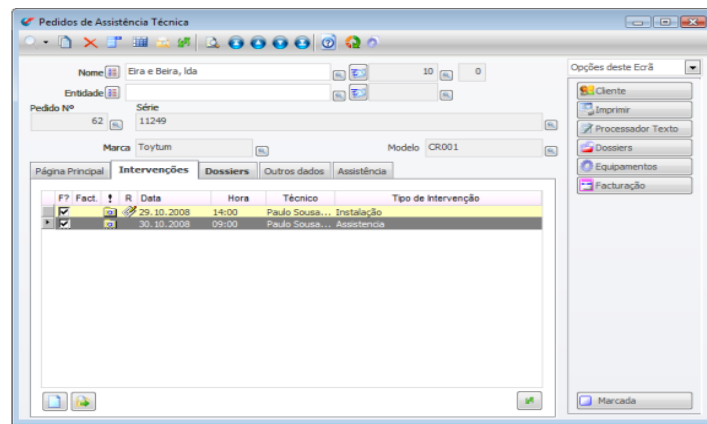 Pedidos de Assistência Técnica
Nome Eira e Beira, lda 10 0
Opções deste Ecrã
Entidade
Cliente
Pedido Nº Série
Imprimir
62 11249
Processador Texto
Marca Toytum Modelo CR001
Dossiers
Página Principal Intervenções Dossiers Outros dados Assistência
Equipamentos
Facturação
F? Fact. ! R Data Hora Técnico Tipo de Intervenção
29.10.2008 14:00 Paulo Sousa... Instalação
30.10.2008 09:00 Paulo Sousa... Assistencia
Marcada